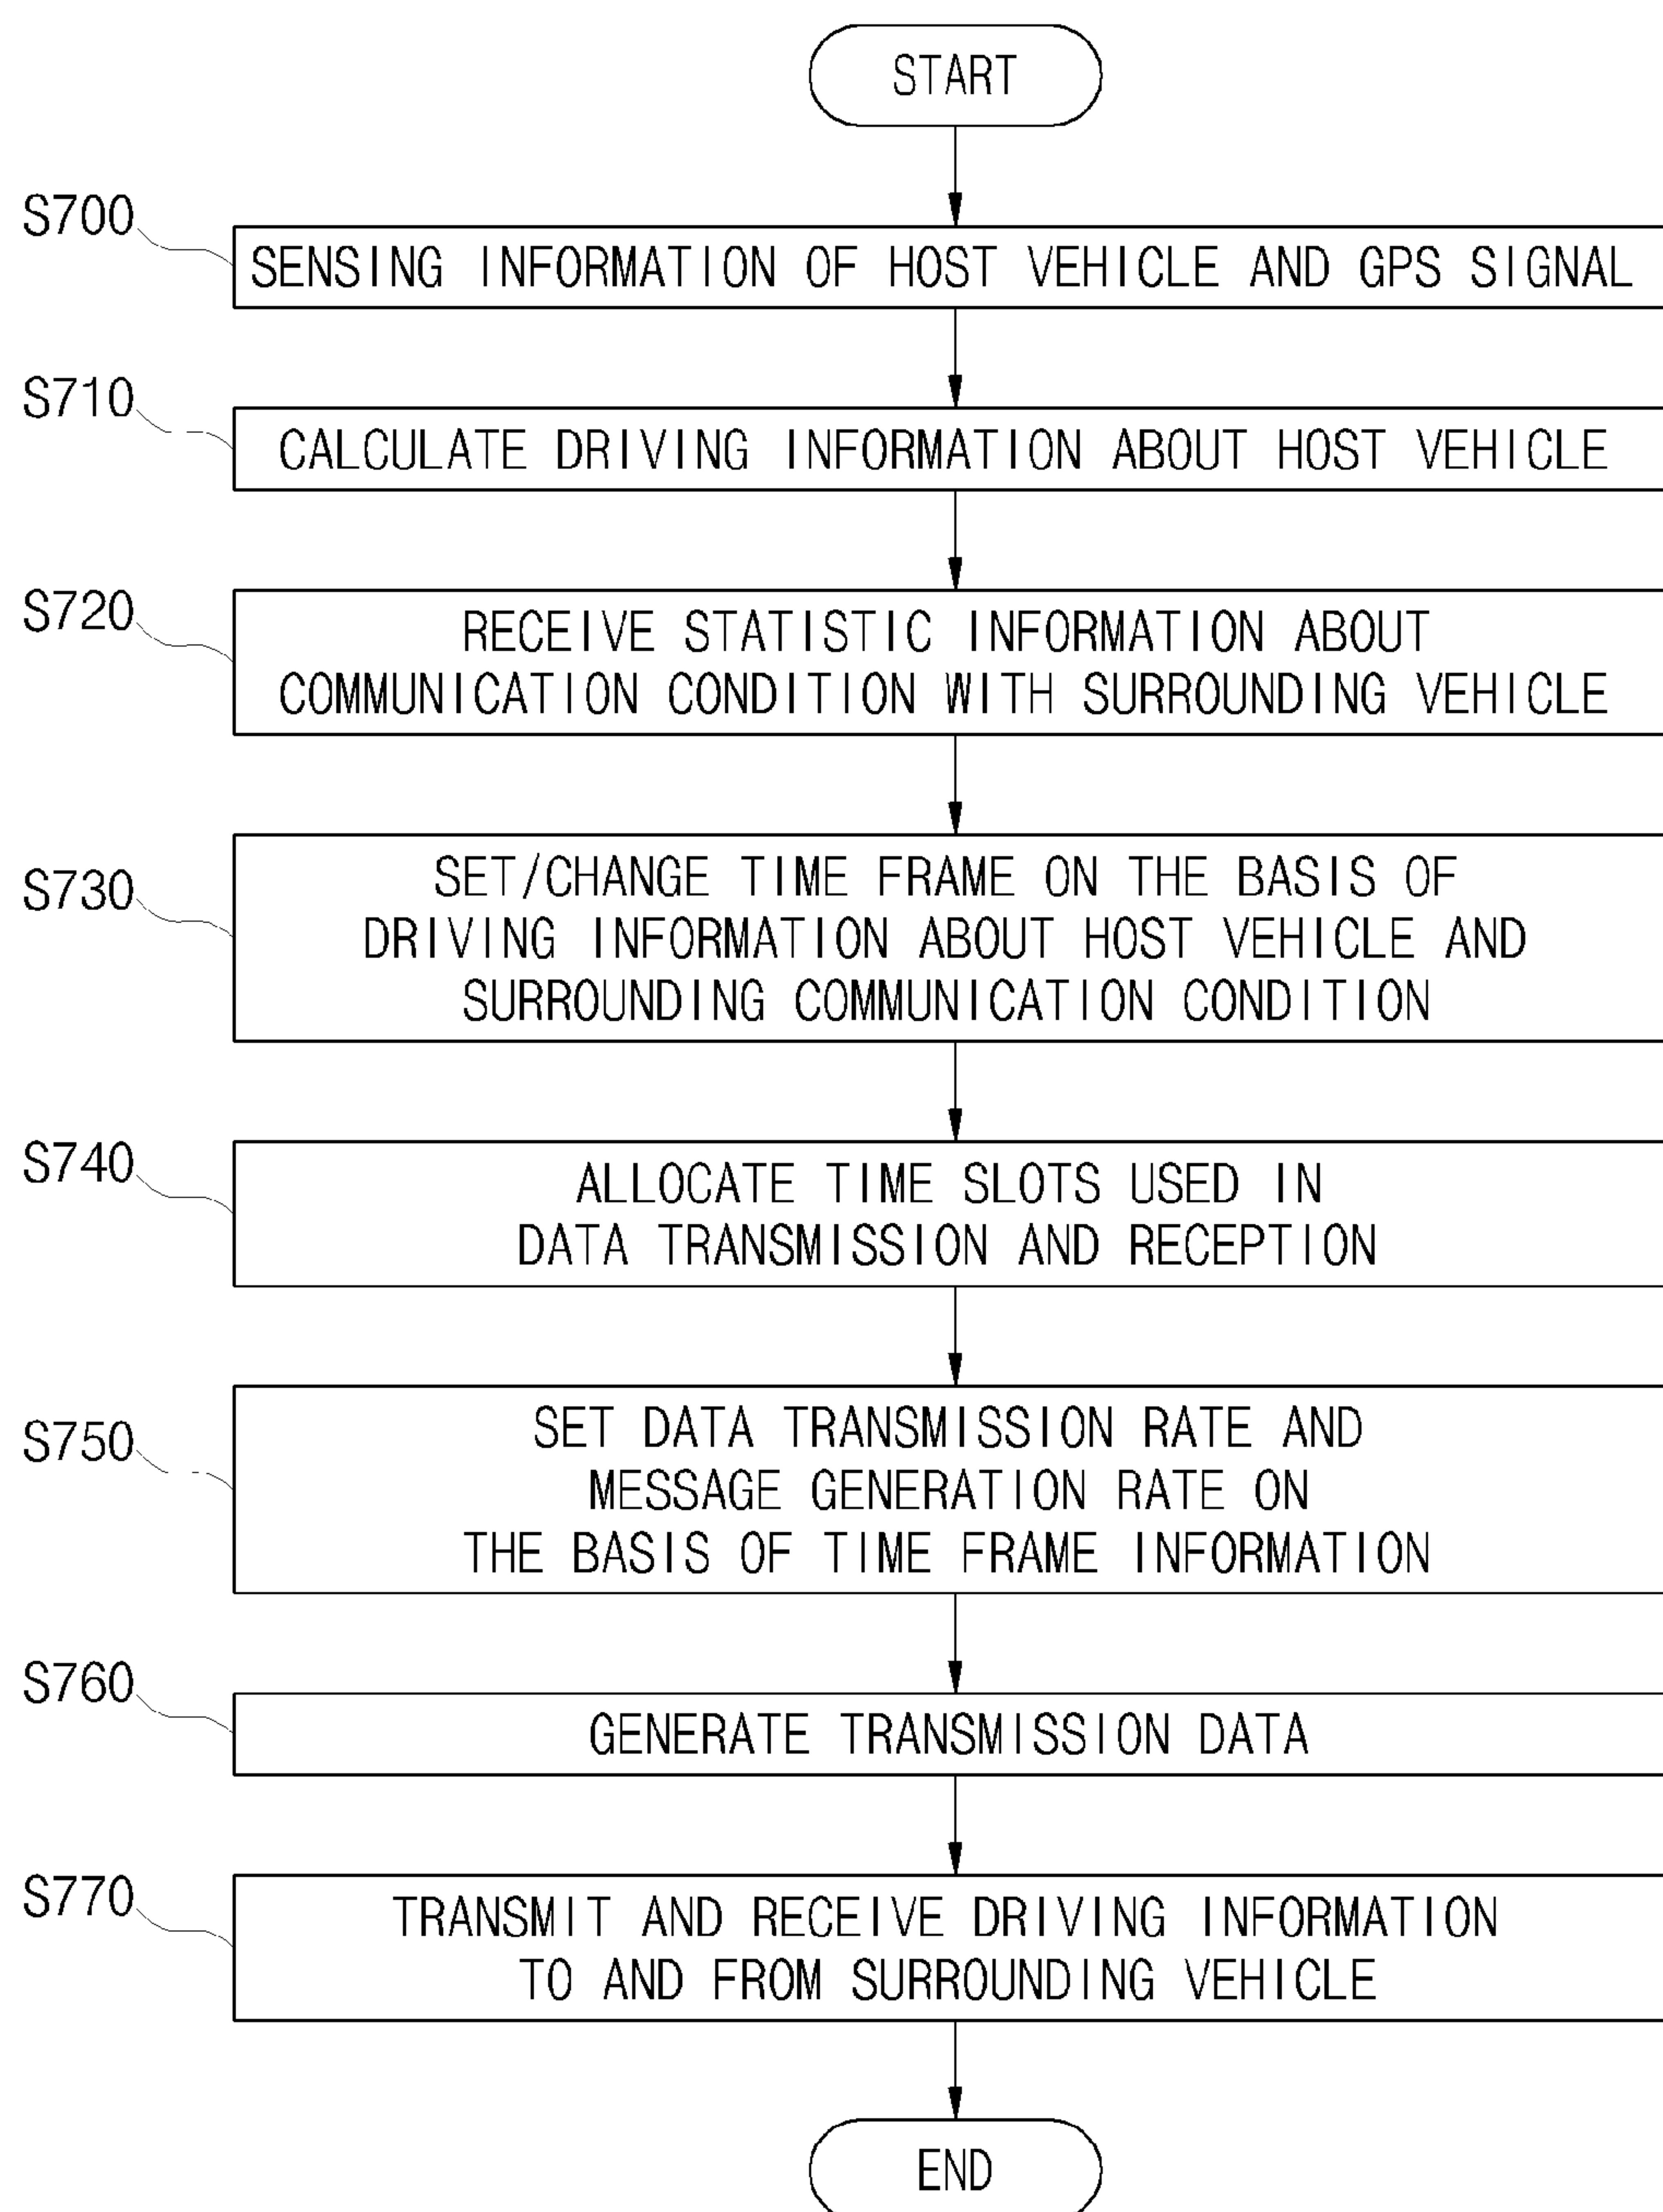 START
S700
SENSING INFORMATION OF HOST VEHICLE AND GPS SIGNAL
S710
CALCULATE DRIVING INFORMATION ABOUT HOST VEHICLE
S720
RECEIVE STATISTIC INFORMATION ABOUT
COMMUNICATION CONDITION WITH SURROUNDING VEHICLE
S730
SET/CHANGE TIME FRAME ON THE BASIS OF
DRIVING INFORMATION ABOUT HOST VEHICLE AND
SURROUNDING COMMUNICATION CONDITION
S740
ALLOCATE TIME SLOTS USED IN
DATA TRANSMISSION AND RECEPTION
S750
SET DATA TRANSMISSION RATE AND
MESSAGE GENERATION RATE ON
THE BASIS OF TIME FRAME INFORMATION
S760
GENERATE TRANSMISSION DATA
S770
TRANSMIT AND RECEIVE DRIVING INFORMATION
TO AND FROM SURROUNDING VEHICLE
END